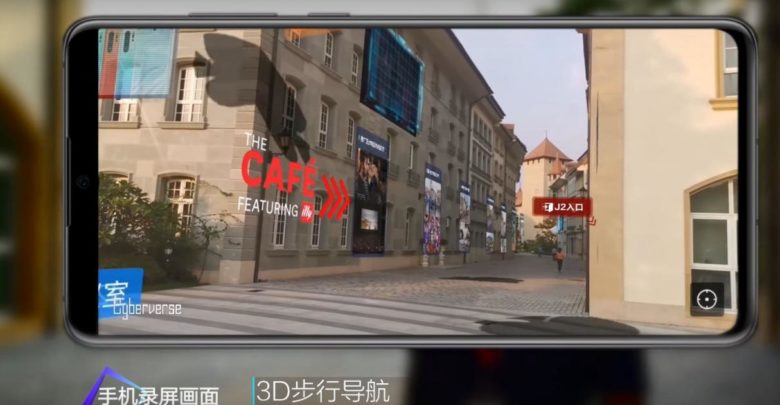 THE
CAFÉ
FEATURING illy
J2入口
室
Cyberverse
手机录屏画面
3D步行导航